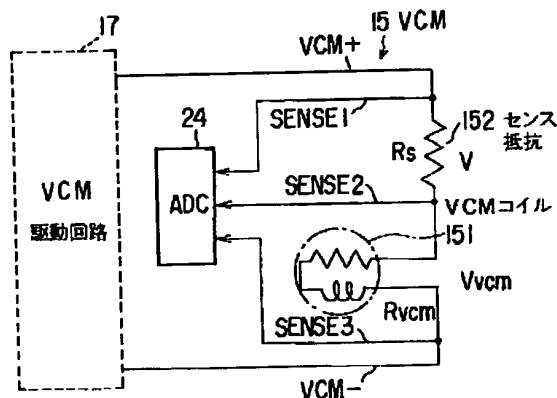 17
15 VCM
VCM+
24
SENSE1
152 センス
抵抗
Rs
V
VCM
駆動回路
ADC
SENSE2
VCMコイル
151
Vvcm
Rvcm
SENSE3
VCM-